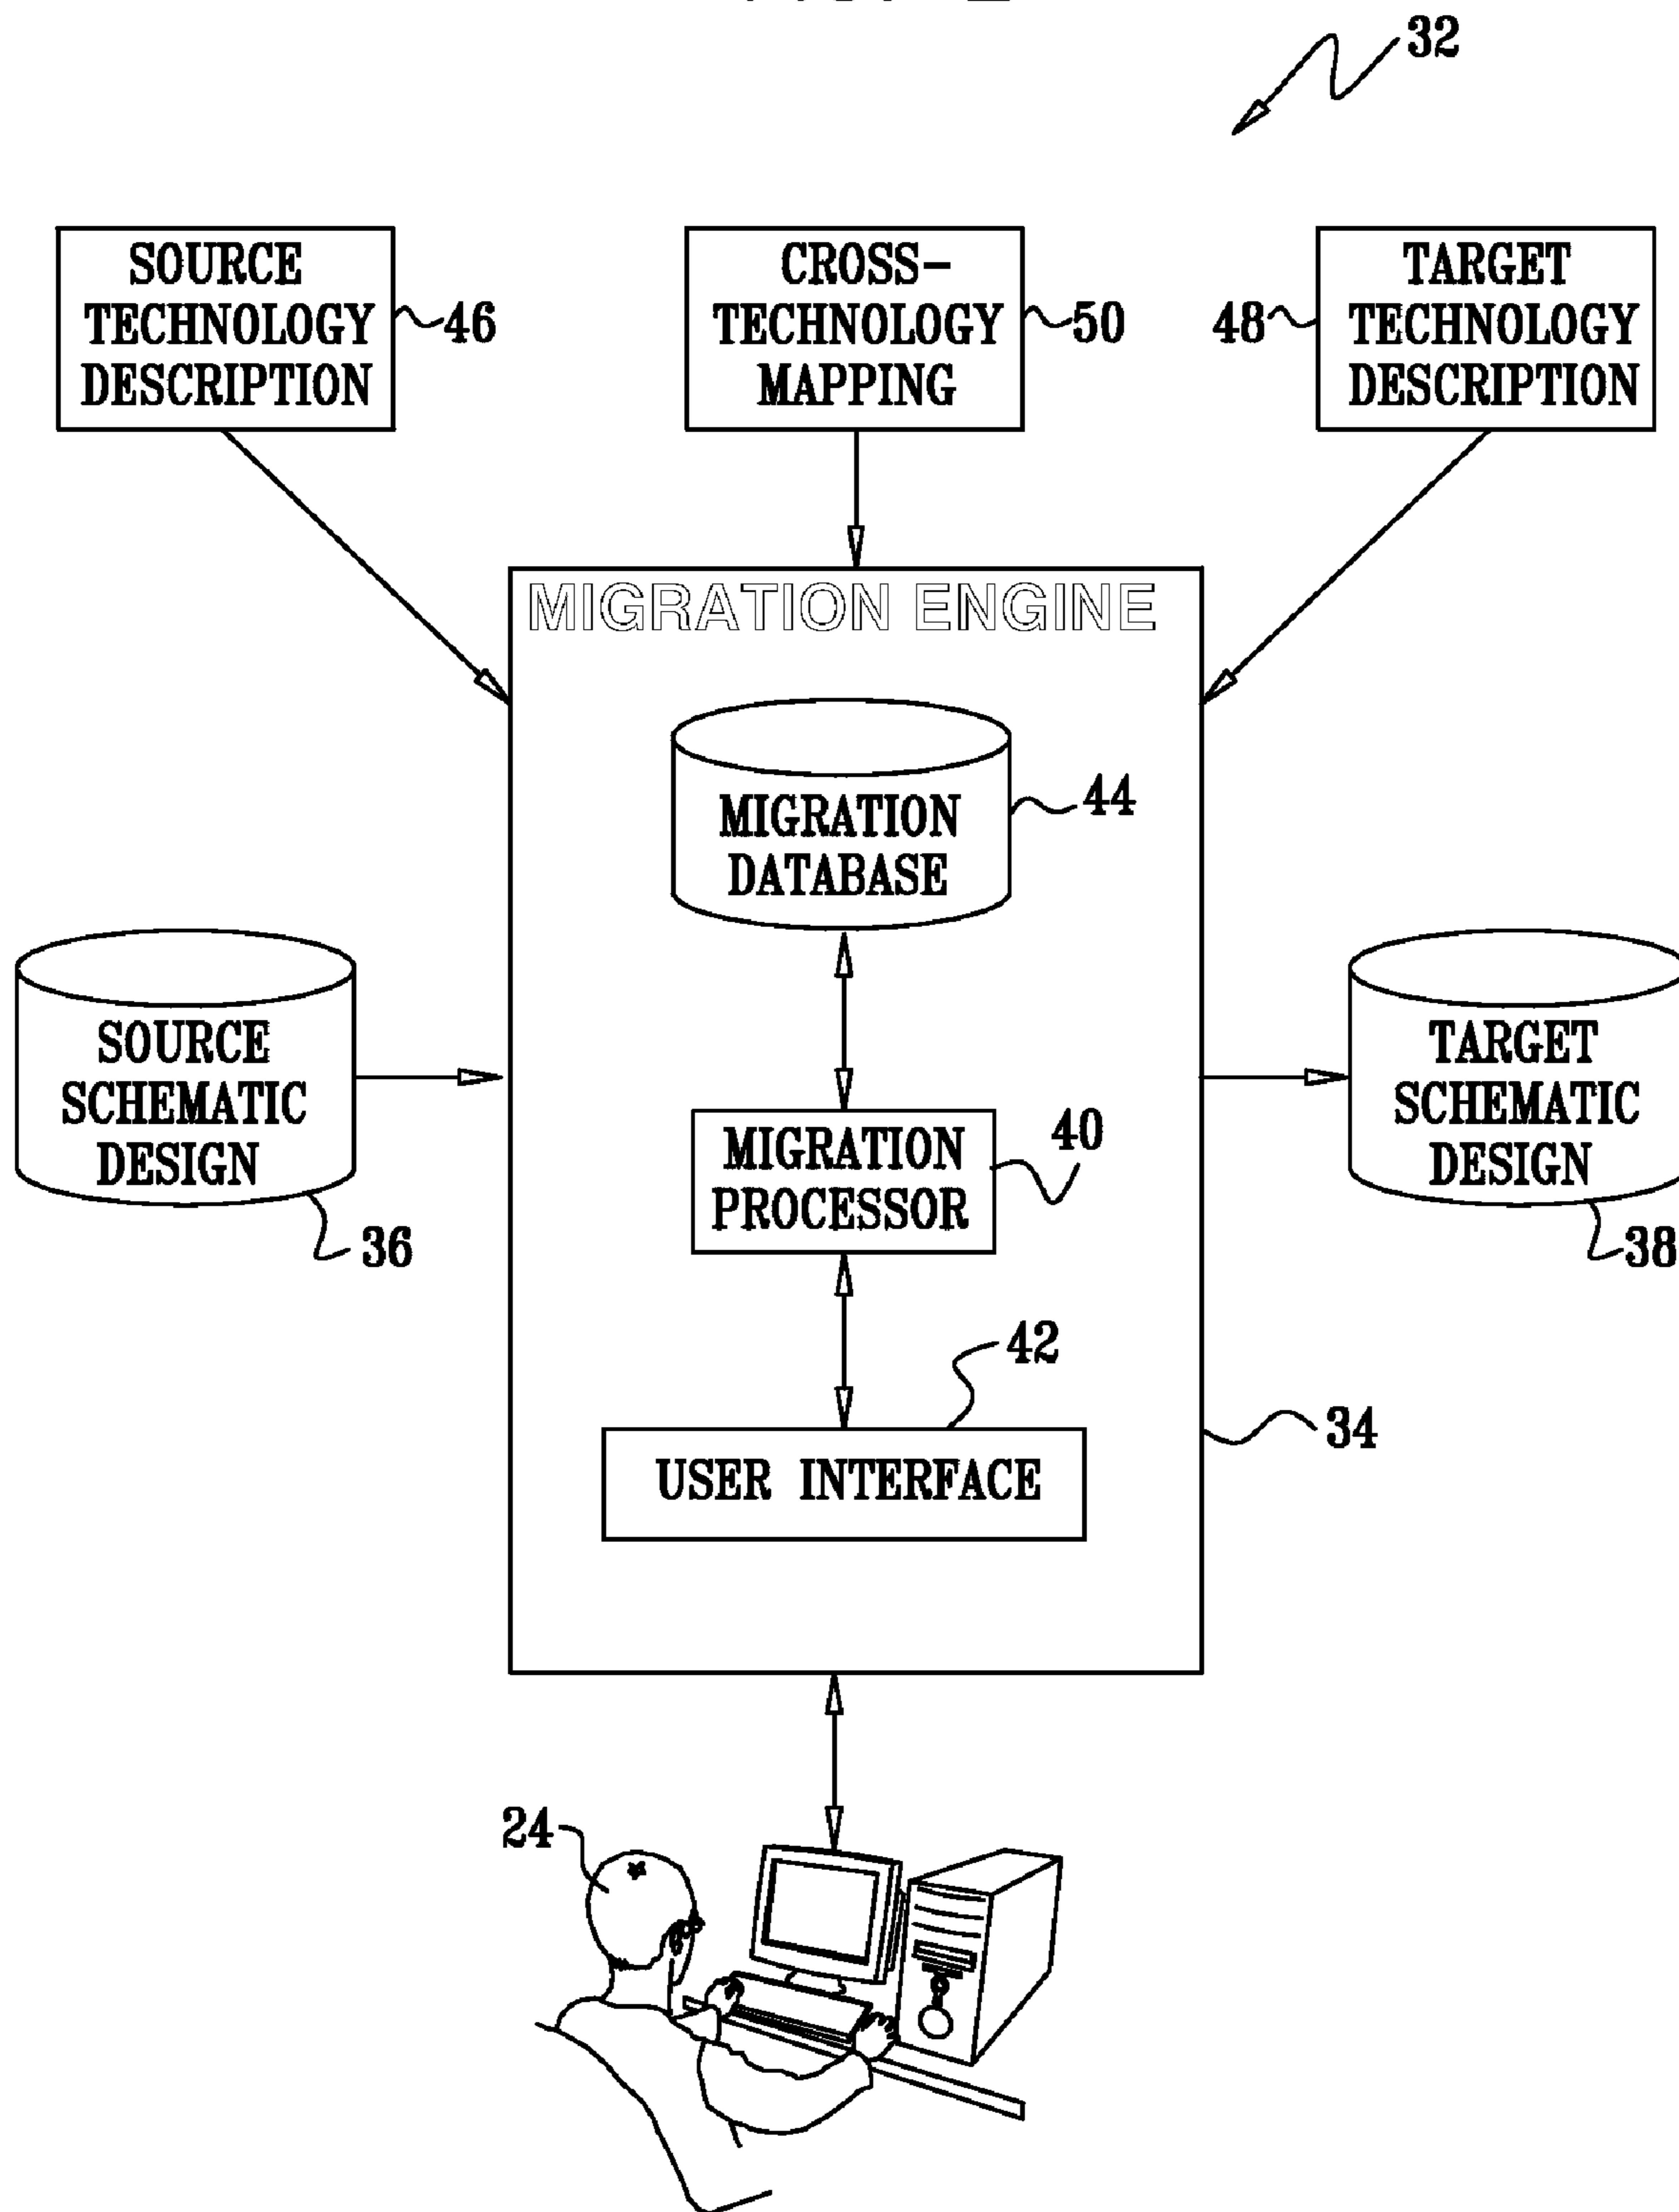 32
SOURCE
TECHNOLOGY
DESCRIPTION
46
CROSS-
TECHNOLOGY
MAPPING
50
48
TARGET
TECHNOLOGY
DESCRIPTION
MIGRATION ENGINE
MIGRATION
DATABASE
44
SOURCE
SCHEMATIC
DESIGN
36
MIGRATION
PROCESSOR
40
TARGET
SCHEMATIC
DESIGN
38
42
USER INTERFACE
34
24